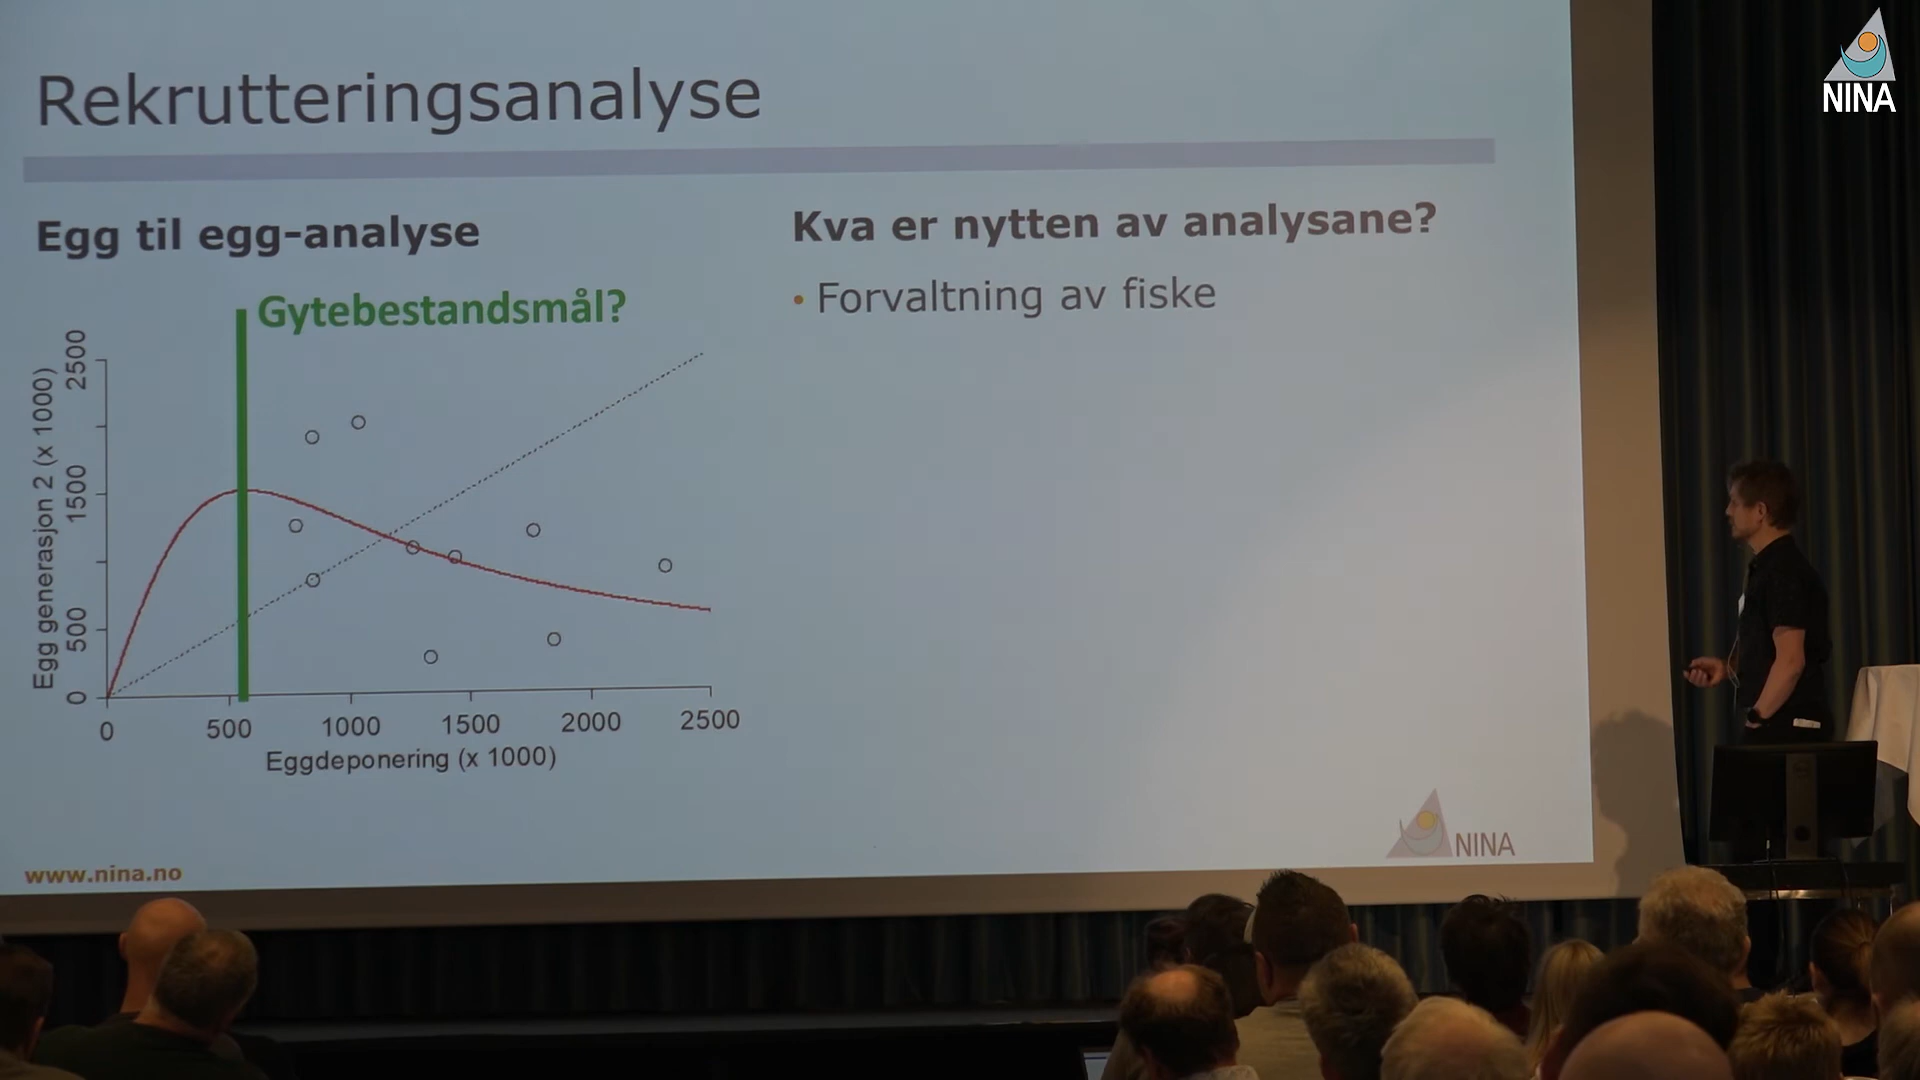 NINA
Rekrutteringsanalyse
Egg til egg-analyse
Gytebestandsmål?
Egg generasjon 2 (x 1000)
2500
1500
500
0
0
500
1000
1500
2000
2500
Eggdeponering (x 1000)
Kva er nytten av analysane?
• Forvaltning av fiske
www.nina.no
NINA